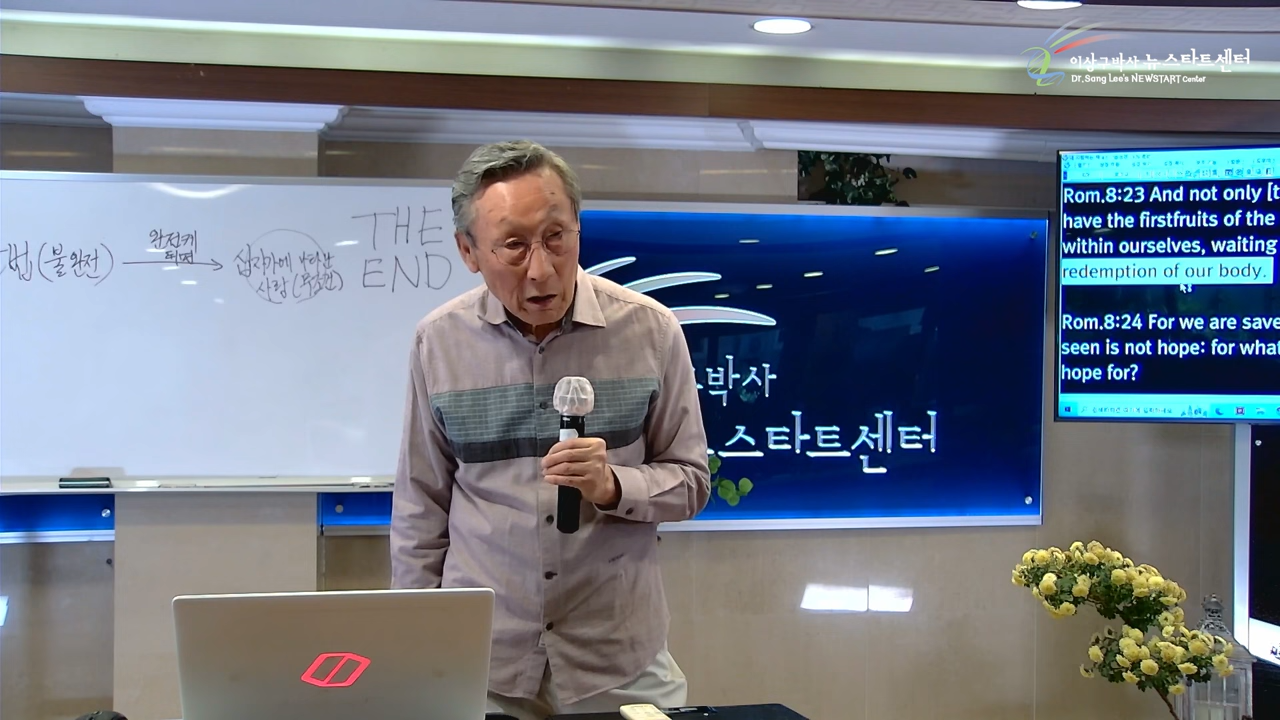 이상구박사 뉴스타트센터
Dr. Sang Lee's NEWSTART Center
법(불완전)
완전케
되면
십자가에 나타난
사랑(무조건)
THE
END
박사
스타트센터
Rom.8:23 And not only [t
have the firstfruits of the
within ourselves, waiting
redemption of our body.
Rom.8:24 For we are save
seen is not hope: for what
hope for?